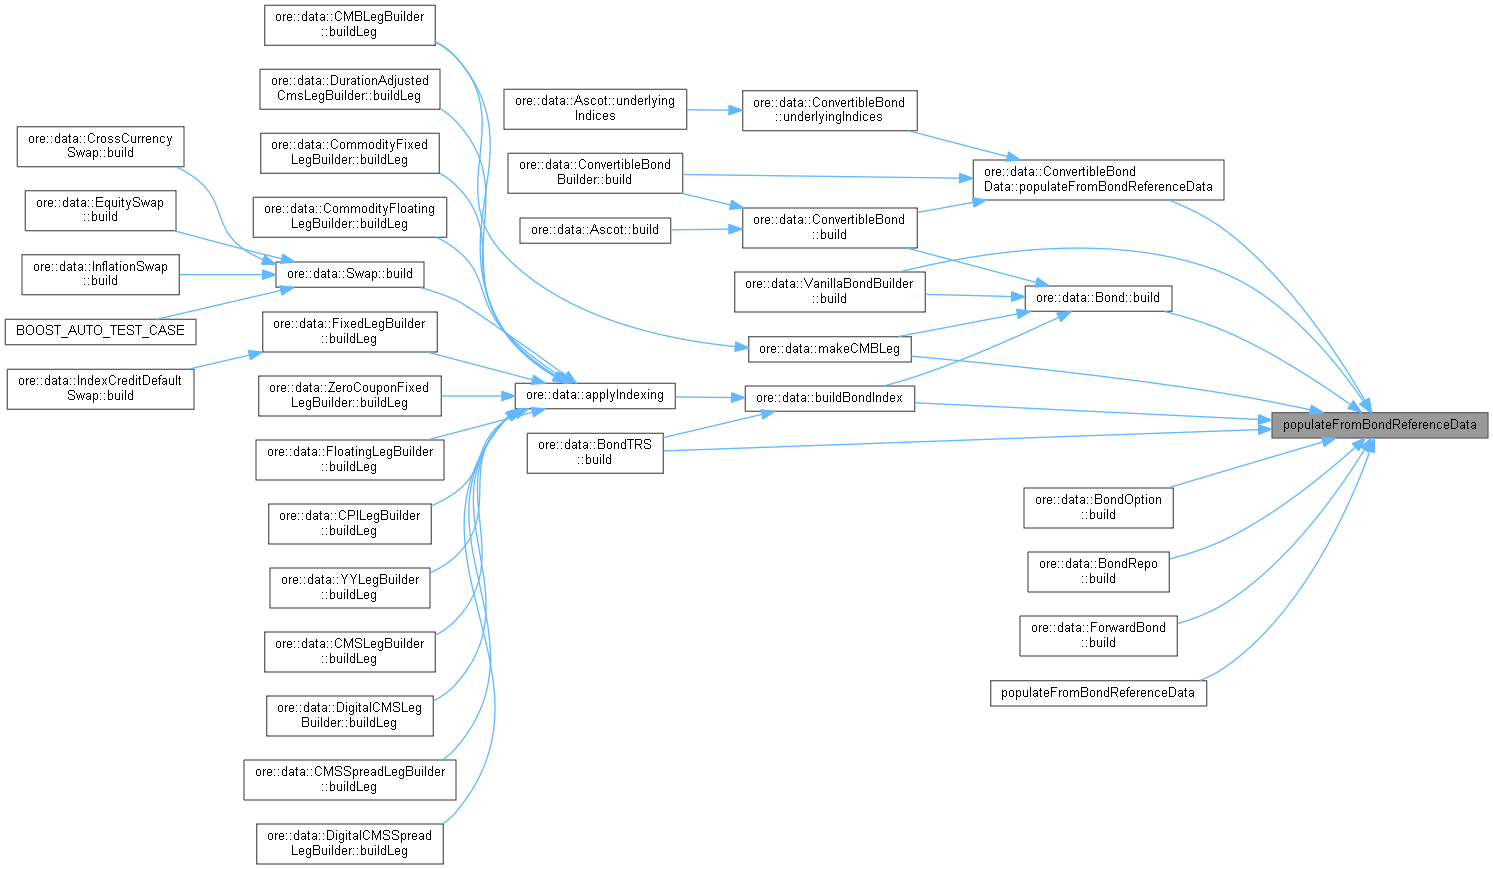 ore::data::CMBLegBuilder
::buildLeg
ore::data::DurationAdjusted
CmsLegBuilder::buildLeg
ore::data::CommodityFixed
LegBuilder::buildLeg
ore::data::CommodityFloating
LegBuilder::buildLeg
ore::data::CrossCurrency
Swap::build
ore::data::EquitySwap
::build
ore::data::InflationSwap
::build
BOOST_AUTO_TEST_CASE
ore::data::IndexCreditDefault
Swap::build
ore::data::Swap::build
ore::data::FixedLegBuilder
::buildLeg
ore::data::ZeroCouponFixed
LegBuilder::buildLeg
ore::data::FloatingLegBuilder
::buildLeg
ore::data::CPILegBuilder
::buildLeg
ore::data::YYLegBuilder
::buildLeg
ore::data::CMSLegBuilder
::buildLeg
ore::data::DigitalCMSLeg
Builder::buildLeg
ore::data::CMSSpreadLegBuilder
::buildLeg
ore::data::DigitalCMSSpread
LegBuilder::buildLeg
ore::data::Ascot::underlying
Indices
ore::data::ConvertibleBond
Builder::build
ore::data::Ascot::build
ore::data::applyIndexing
ore::data::BondTRS
::build
ore::data::ConvertibleBond
::underlyingIndices
ore::data::ConvertibleBond
::build
ore::data::VanillaBondBuilder
::build
ore::data::makeCMBLeg
ore::data::buildBondIndex
ore::data::ConvertibleBond
Data::populateFromBondReferenceData
ore::data::Bond::build
ore::data::BondOption
::build
ore::data::BondRepo
::build
ore::data::ForwardBond
::build
populateFromBondReferenceData
populateFromBondReferenceData